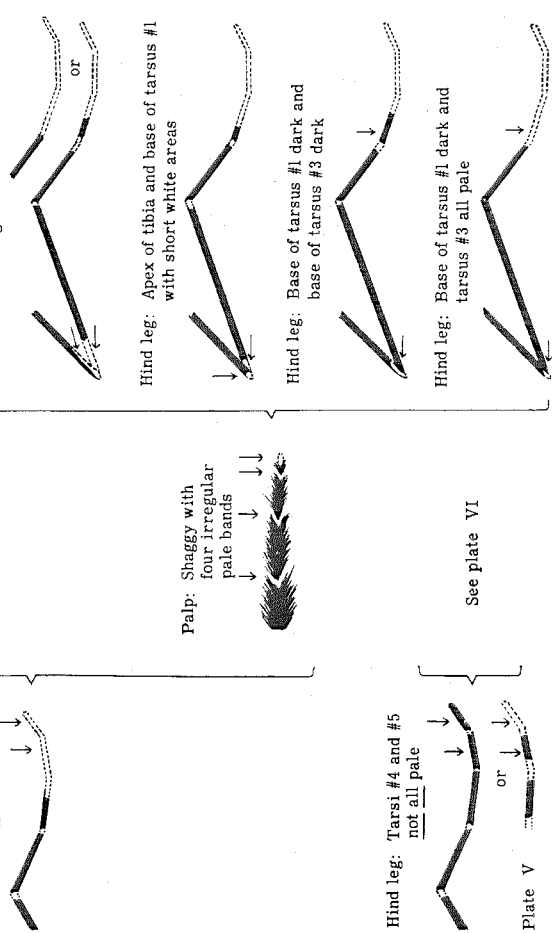 or
Hind leg: Apex of tibia and base of tarsus #1
with short white areas
Hind leg: Base of tarsus #1 dark and
base of tarsus #3 dark
Hind leg: Base of tarsus #1 dark and
tarsus #3 all pale
Palp: Shaggy with
four irregular
pale bands
See plate VI
Hind leg: Tarsi #4 and #5
not all pale
or
Plate V